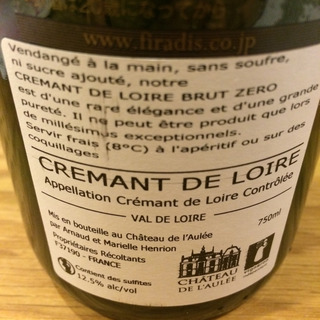 www.firadis.co.jp
Vendangé à la main, sans soufre,
ni sucre ajouté, notre
CREMANT DE LOIRE BRUT ZERO
est d'une rare élégance et d'une grande
pureté. Il ne peut être produit que lors
de millésimes exceptionnels.
Servir frais (8°C) à l'apéritif ou sur des
coquillages
CREMANT DE LOIRE
Appellation Crémant de Loire Contrôlée
VAL DE LOIRE
750ml
Mis en bouteille au Château de l'Aulée
par Arnaud et Marielle Henrion
Propriétaires Récoltants
F37190 - FRANCE
Contient des sulfites
12.5% alc/vol
CHÂTEAU
DE L'AULÉE